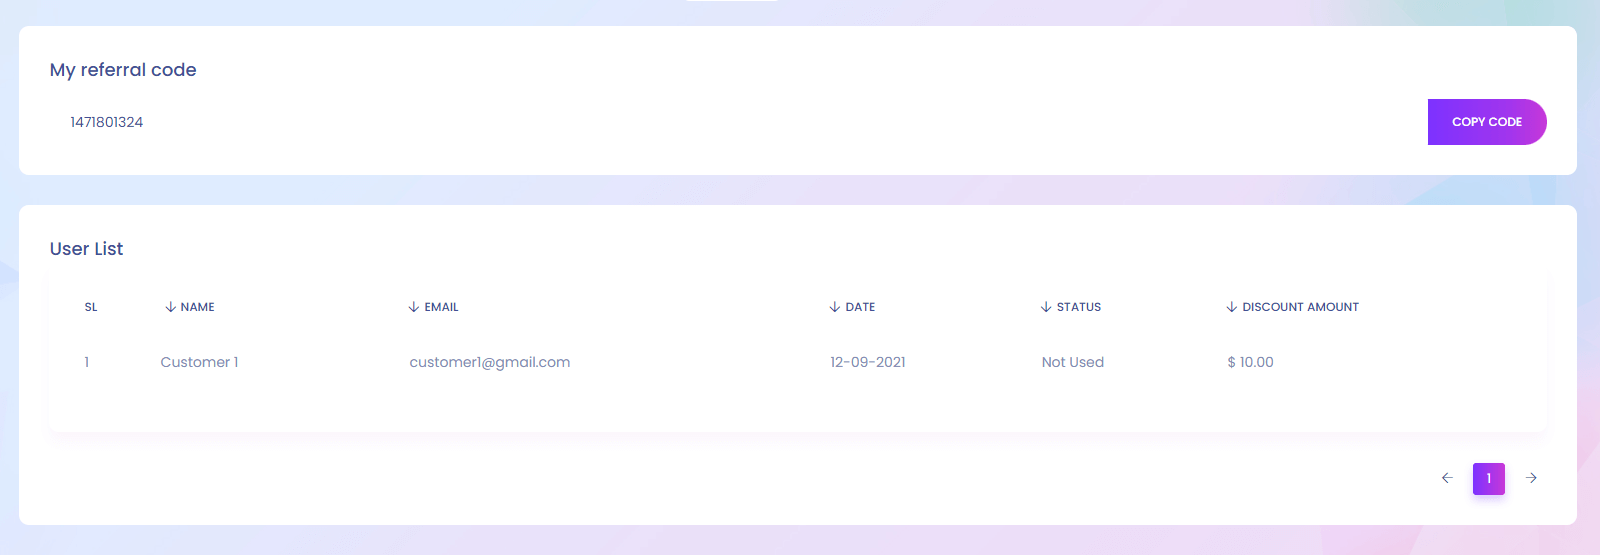 My referral code
1471801324
COPY CODE
User List
SL NAME EMAIL DATE STATUS DISCOUNT AMOUNT
1 Customer 1 customer1@gmail.com 12-09-2021 Not Used $ 10.00
1